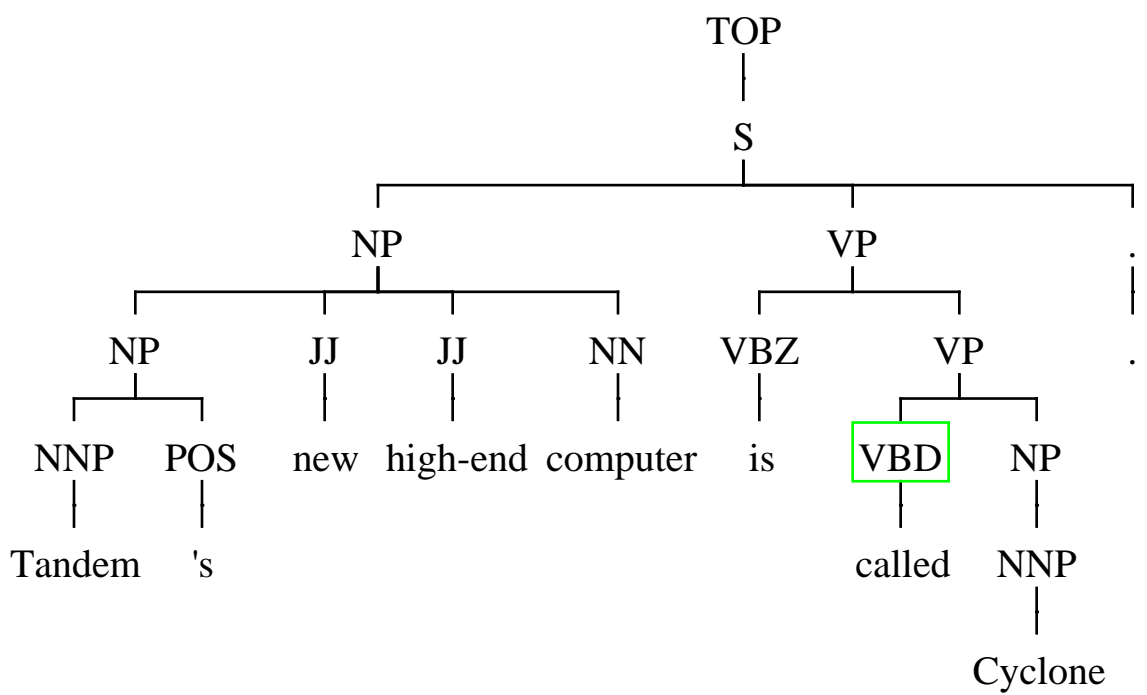 TOP
S
NP VP .
NP JJ JJ NN VBZ VP .
NNP POS new high-end computer is VBD NP
Tandem 's called NNP
Cyclone